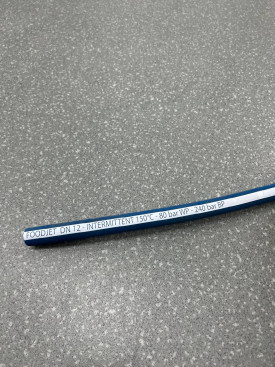 FOODJET DN 12 - INTERMITTENT 150°C - 80 bar WP - 240 bar BP